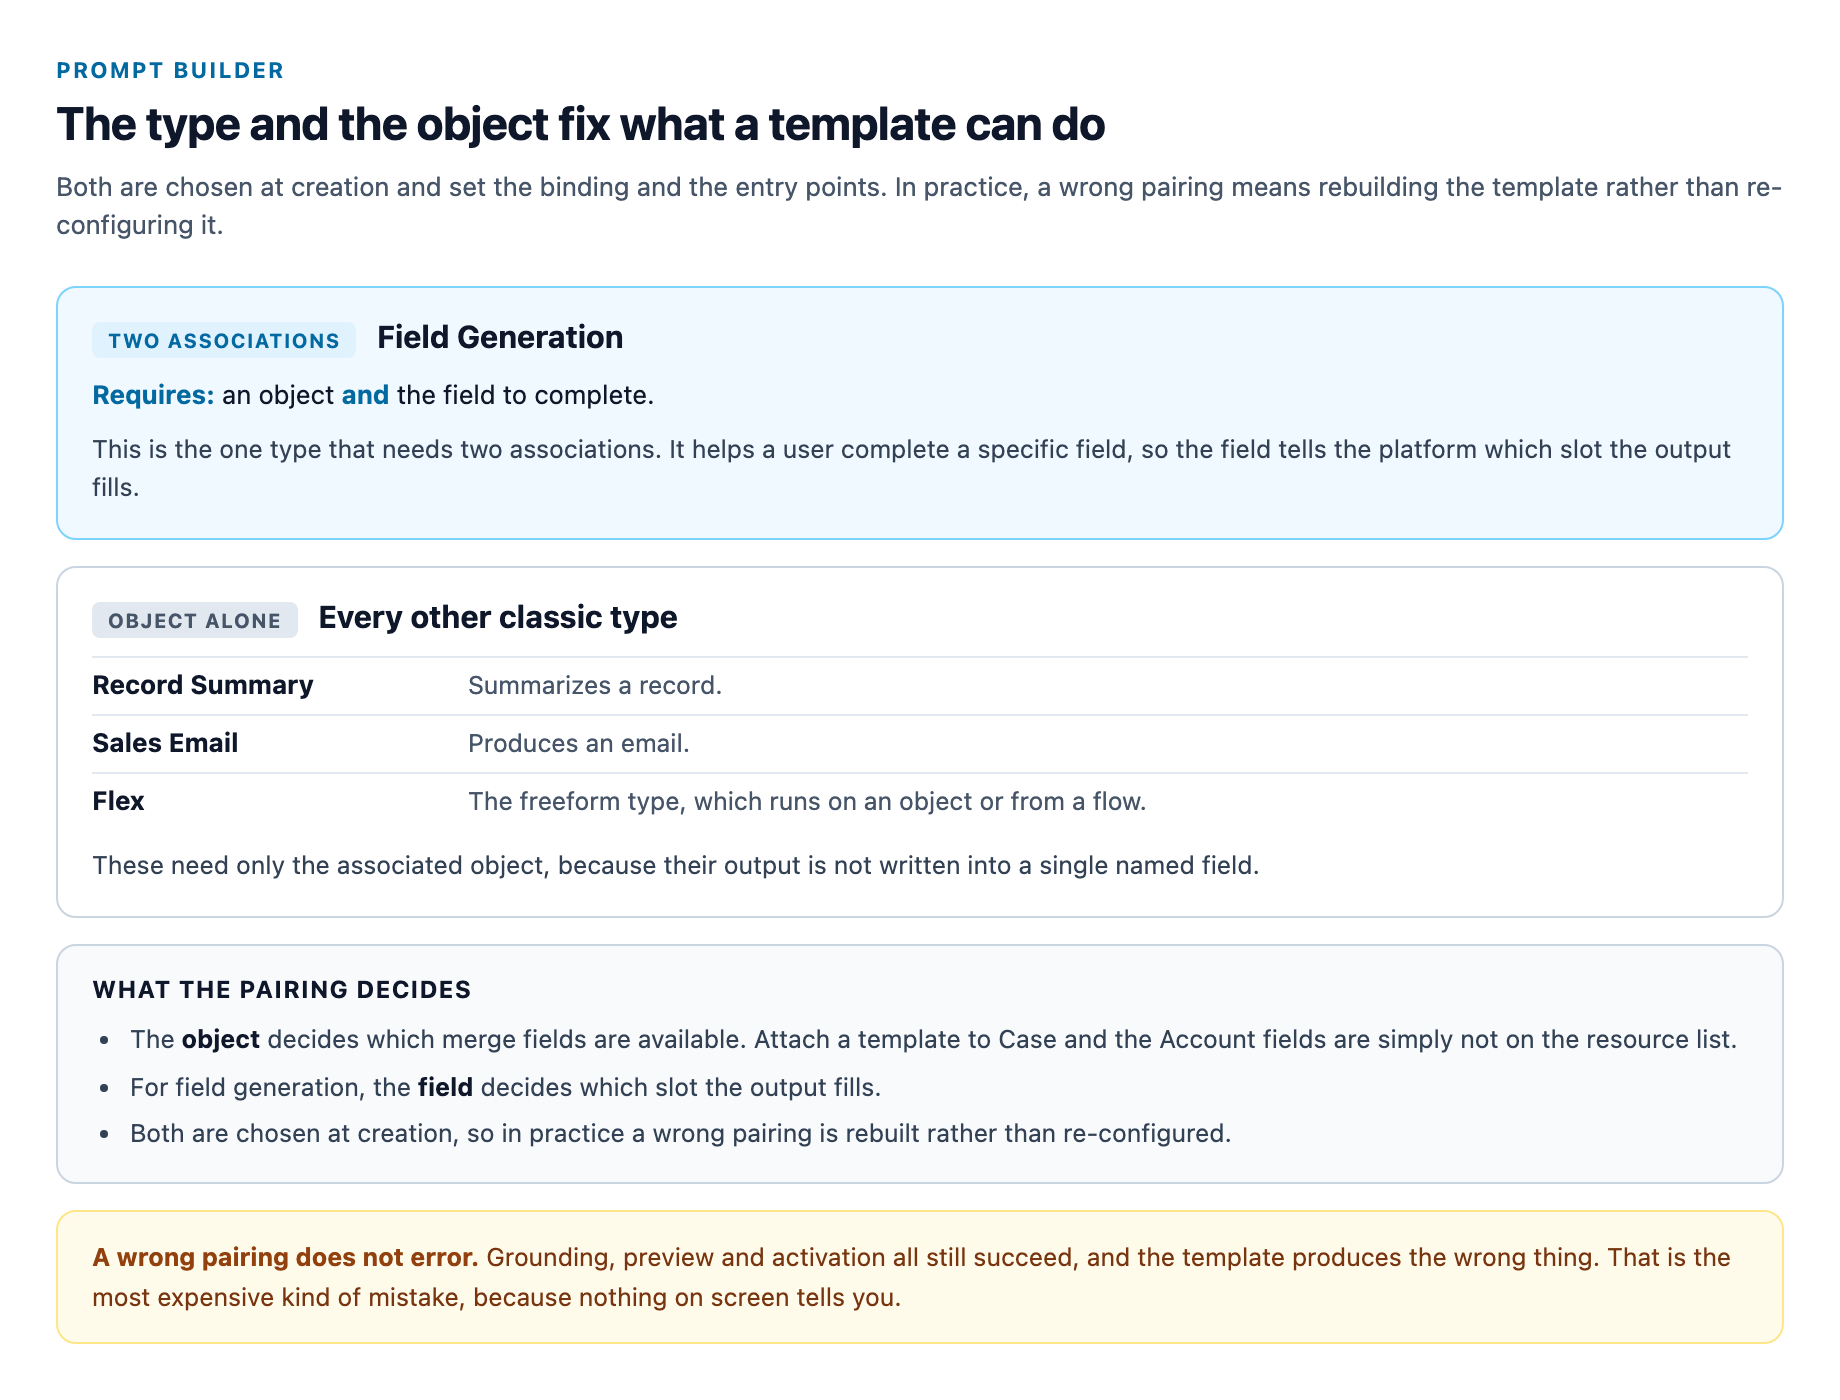 PROMPT BUILDER
The type and the object fix what a template can do
Both are chosen at creation and set the binding and the entry points. In practice, a wrong pairing means rebuilding the template rather than re-
configuring it.
TWO ASSOCIATIONS Field Generation
Requires: an object and the field to complete.
This is the one type that needs two associations. It helps a user complete a specific field, so the field tells the platform which slot the output
fills.
OBJECT ALONE Every other classic type
Record Summary Summarizes a record.
Sales Email Produces an email.
Flex The freeform type, which runs on an object or from a flow.
These need only the associated object, because their output is not written into a single named field.
WHAT THE PAIRING DECIDES
• The object decides which merge fields are available. Attach a template to Case and the Account fields are simply not on the resource list.
• For field generation, the field decides which slot the output fills.
• Both are chosen at creation, so in practice a wrong pairing is rebuilt rather than re-configured.
A wrong pairing does not error. Grounding, preview and activation all still succeed, and the template produces the wrong thing. That is the
most expensive kind of mistake, because nothing on screen tells you.